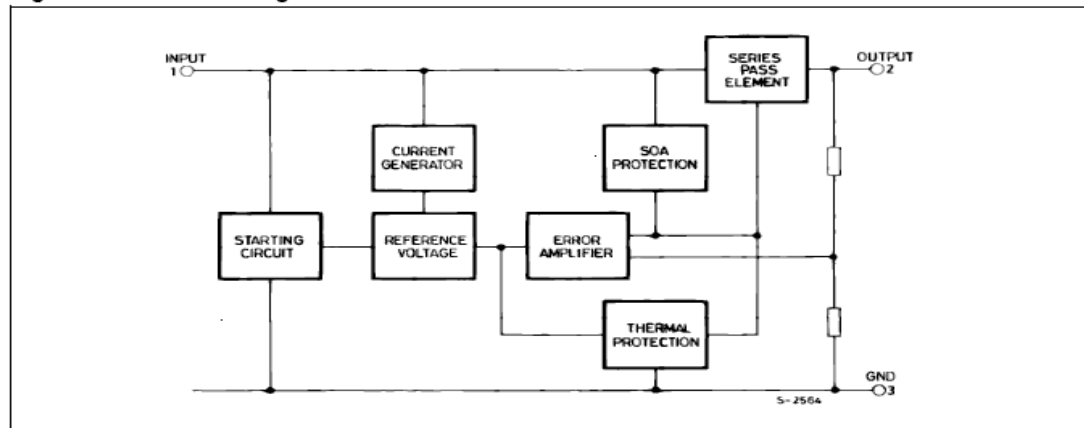 INPUT
1
SERIES
PASS
ELEMENT
OUTPUT
2
CURRENT
GENERATOR
SOA
PROTECTION
STARTING
CIRCUIT
REFERENCE
VOLTAGE
ERROR
AMPLIFIER
THERMAL
PROTECTION
GND
3
S-2564